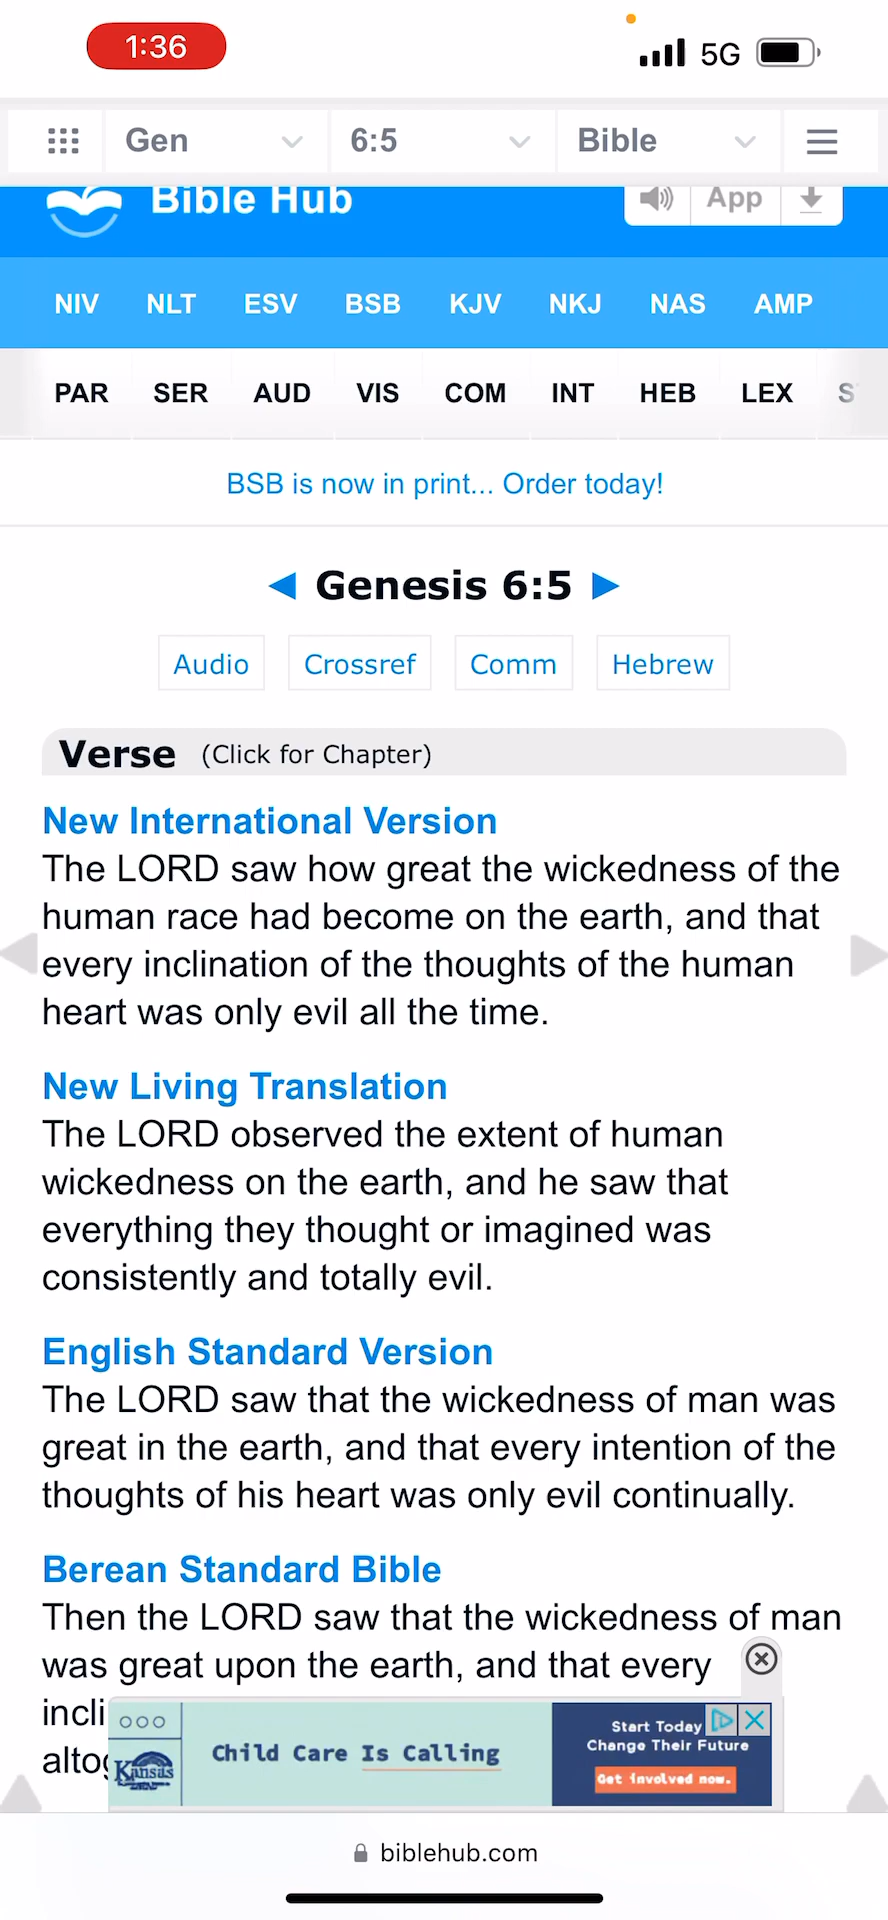 1:36
5G
Gen
6:5
Bible
Bible Hub
App
NIV NLT ESV BSB KJV NKJ NAS AMP
PAR SER AUD VIS COM INT HEB LEX S
BSB is now in print... Order today!
Genesis 6:5
Audio Crossref Comm Hebrew
Verse (Click for Chapter)
New International Version
The LORD saw how great the wickedness of the
human race had become on the earth, and that
every inclination of the thoughts of the human
heart was only evil all the time.
New Living Translation
The LORD observed the extent of human
wickedness on the earth, and he saw that
everything they thought or imagined was
consistently and totally evil.
English Standard Version
The LORD saw that the wickedness of man was
great in the earth, and that every intention of the
thoughts of his heart was only evil continually.
Berean Standard Bible
Then the LORD saw that the wickedness of man
was great upon the earth, and that every
incli
alto
Kansas
Child Care Is Calling
Start Today
Change Their Future
Get involved now.
biblehub.com